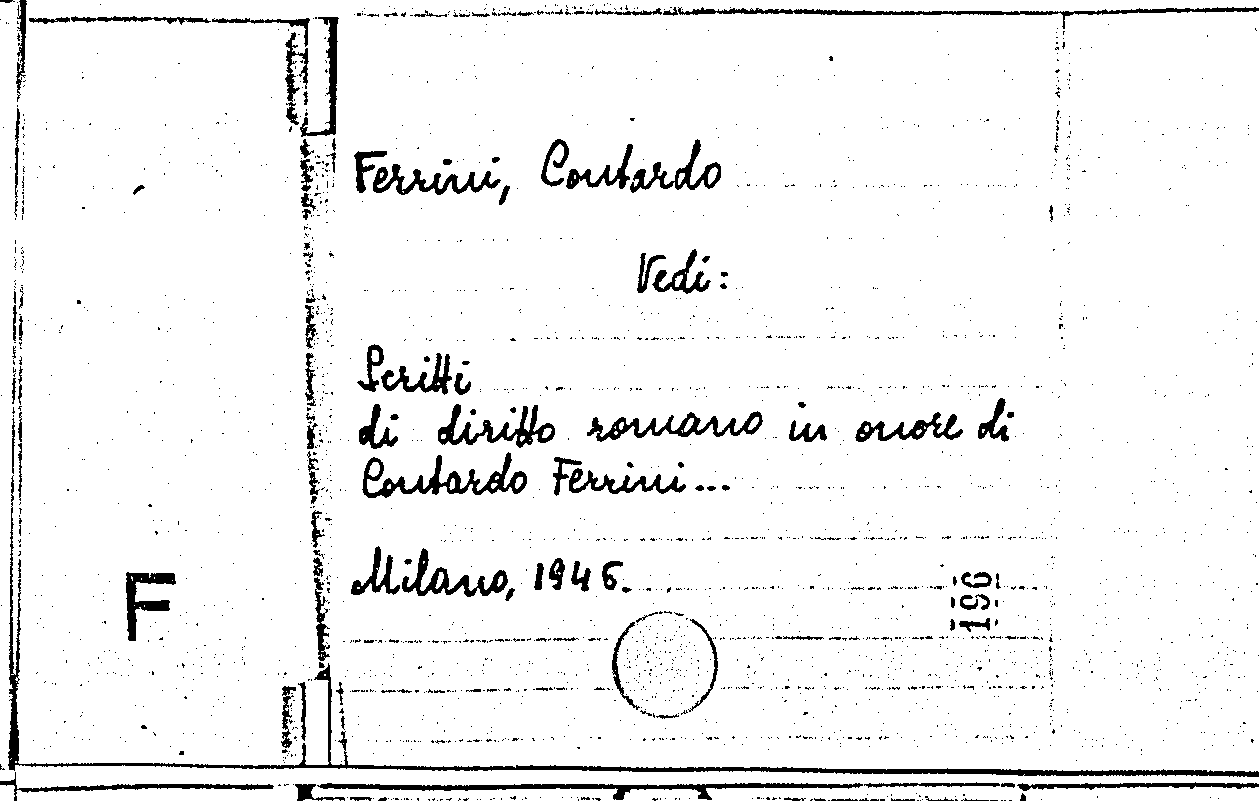 Ferrini, Contardo
Vedi:
Scritti
di diritto romano in onore di
Contardo Ferrini...
Milano, 1946.
F
196